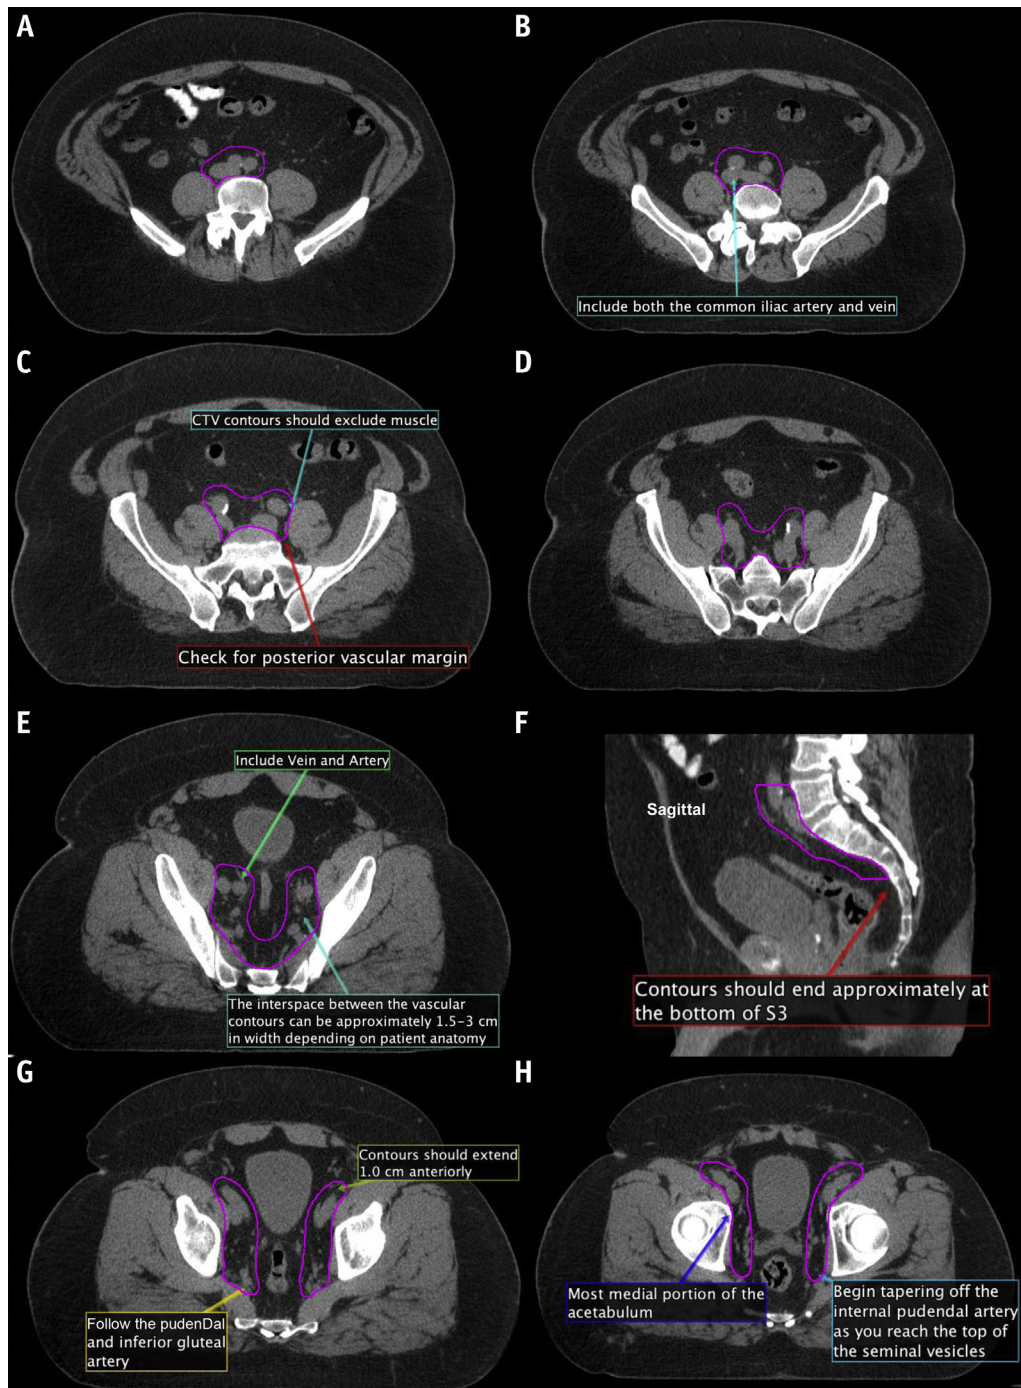 A
B
Include both the common iliac artery and vein
C
CTV contours should exclude muscle
Check for posterior vascular margin
D
E
Include Vein and Artery
The interspace between the vascular
contours can be approximately 1.5-3 cm
in width depending on patient anatomy
F
Sagittal
Contours should end approximately at
the bottom of S3
G
Contours should extend
1.0 cm anteriorly
Follow the pudenDal
and inferior gluteal
artery
H
Most medial portion of the
acetabulum
Begin tapering off the
internal pudendal artery
as you reach the top of
the seminal vesicles